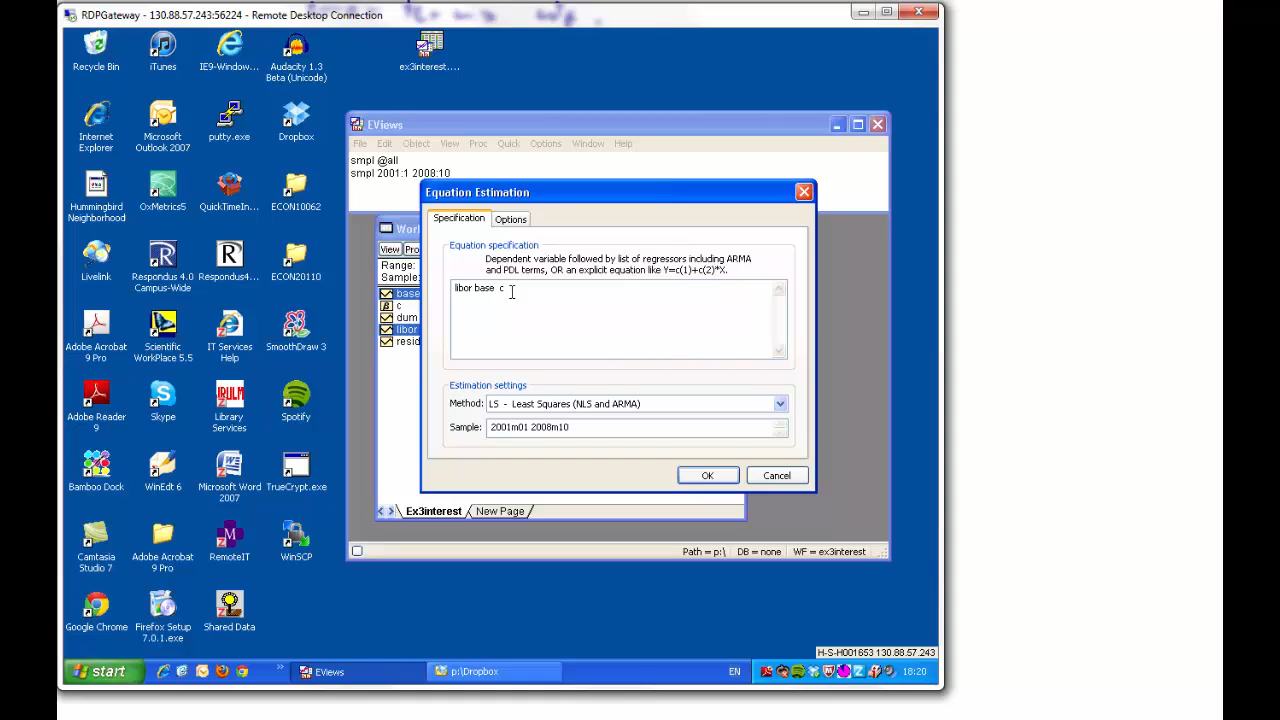 RDPGateway - 130.88.57.243:56224 - Remote Desktop Connection
Recycle Bin
iTunes
IE9-Window...
Audacity 1.3
Beta (Unicode)
ex3interest....
Internet
Explorer
Microsoft
Outlook 2007
putty.exe
Dropbox
EViews
File Edit Object View Proc Quick Options Window Help
smpl @all
smpl 2001:1 2008:10
Hummingbird
Neighborhood
OxMetrics5
QuickTimeIn...
ECON10062
Equation Estimation
Specification Options
Equation specification
Dependent variable followed by list of regressors including ARMA
and PDL terms, OR an explicit equation like Y=c(1)+c(2)*X.
libor base c
Estimation settings
Method: LS - Least Squares (NLS and ARMA)
Sample: 2001m01 2008m10
OK Cancel
View
Range:
Sample:
base
c
dum
libor
resid
Livelink
Respondus 4.0
Campus-Wide
Respondus4...
ECON20110
Adobe Acrobat
9 Pro
Scientific
WorkPlace 5.5
IT Services
Help
SmoothDraw 3
Adobe Reader
9
Skype
Library
Services
Spotify
Bamboo Dock
WinEdt 6
Microsoft Word
2007
TrueCrypt.exe
Ex3interest New Page
Path = p:\ DB = none WF = ex3interest
Camtasia
Studio 7
Adobe Acrobat
9 Pro
RemoteIT
WinSCP
Google Chrome
Firefox Setup
7.0.1.exe
Shared Data
H-S-H001653 130.88.57.243
start
EViews
p:\Dropbox
EN
18:20